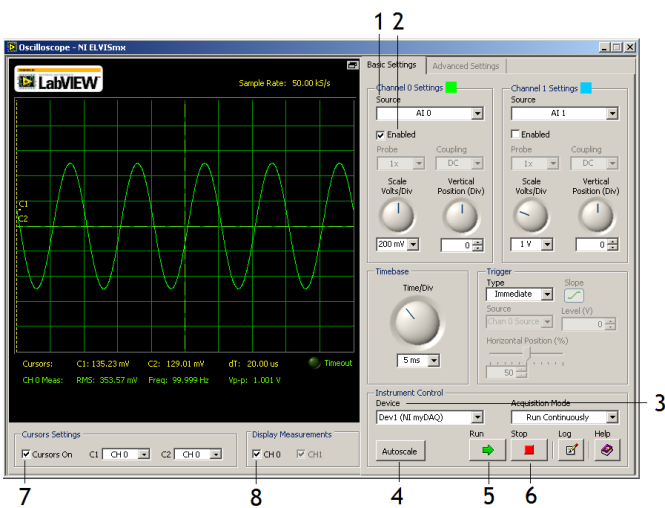 1 2
Oscilloscope - NI ELVISmx
LabVIEW
Sample Rate: 50.00 kS/s
C1
C2
Cursors: C1: 135.23 mV C2: 129.01 mV dT: 20.00 us Timeout
CH 0 Meas: RMS: 353.57 mV Freq: 99.999 Hz Vp-p: 1.001 V
Cursors Settings
Cursors On C1 CH 0 C2 CH 0
Display Measurements
CH 0 CH1
Basic Settings Advanced Settings
Channel 0 Settings
Source
AI 0
Enabled
Probe Coupling
1x DC
Scale Vertical
Volts/Div Position (Div)
200 mV 0
Channel 1 Settings
Source
AI 1
Enabled
Probe Coupling
1x DC
Scale Vertical
Volts/Div Position (Div)
1 V 0
Timebase
Time/Div
5 ms
Trigger
Type Slope
Immediate
Source Level (V)
Chan 0 Source 0
Horizontal Position (%)
50
Instrument Control
Device Acquisition Mode
Dev1 (NI myDAQ) Run Continuously
Run Stop Log Help
Autoscale
3
7 8 4 5 6